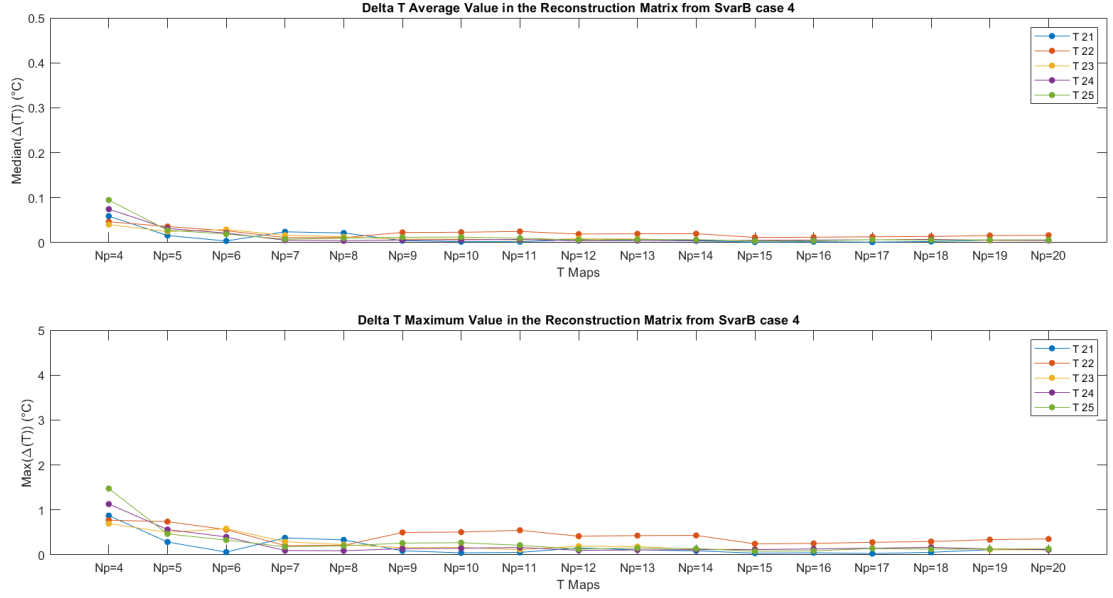 Delta T Average Value in the Reconstruction Matrix from SvarB case 4
Median(Δ(T)) (°C)
0.5
0.4
0.3
0.2
0.1
0
Np=4 Np=5 Np=6 Np=7 Np=8 Np=9 Np=10 Np=11 Np=12 Np=13 Np=14 Np=15 Np=16 Np=17 Np=18 Np=19 Np=20
T Maps
T 21
T 22
T 23
T 24
T 25
Delta T Maximum Value in the Reconstruction Matrix from SvarB case 4
Max(Δ(T)) (°C)
5
4
3
2
1
0
Np=4 Np=5 Np=6 Np=7 Np=8 Np=9 Np=10 Np=11 Np=12 Np=13 Np=14 Np=15 Np=16 Np=17 Np=18 Np=19 Np=20
T Maps
T 21
T 22
T 23
T 24
T 25